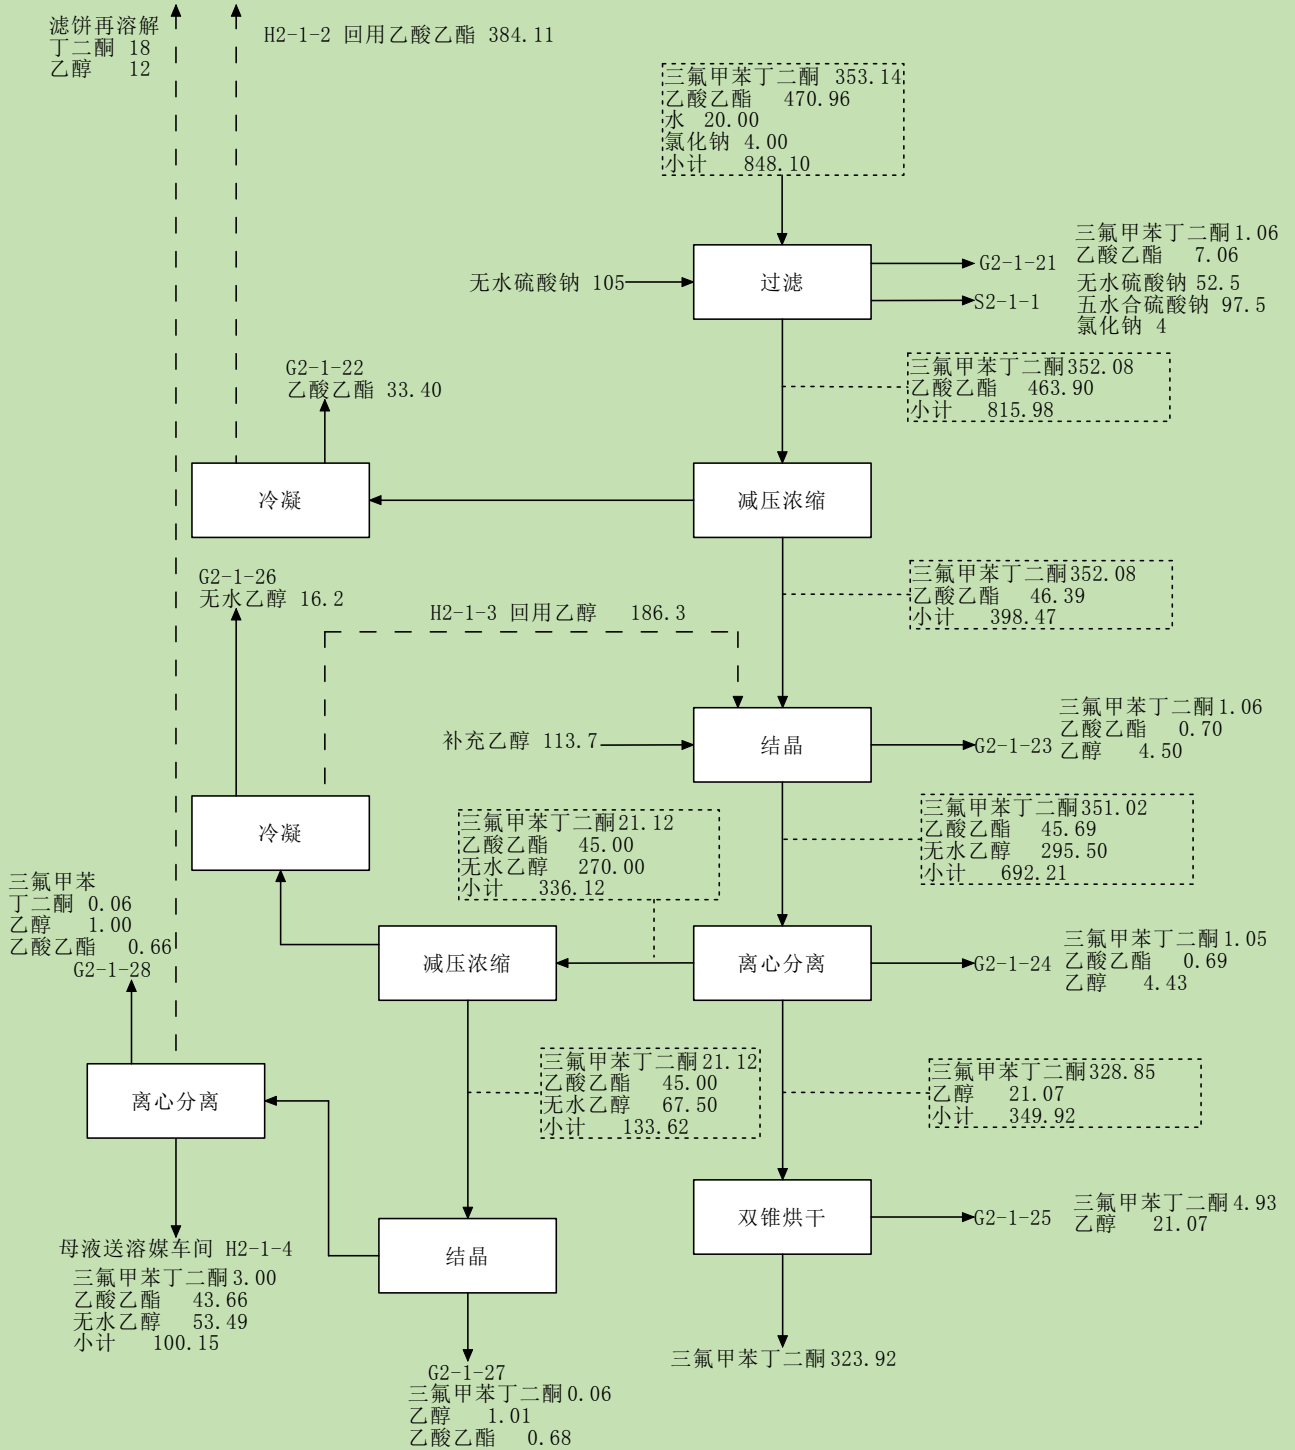 滤饼再溶解
丁二酮 18
乙醇 12
H2-1-2 回用乙酸乙酯 384.11
三氟甲苯丁二酮 353.14
乙酸乙酯 470.96
水 20.00
氯化钠 4.00
小计 848.10
无水硫酸钠 105
过滤
G2-1-21
三氟甲苯丁二酮1.06
乙酸乙酯 7.06
S2-1-1
无水硫酸钠 52.5
五水合硫酸钠 97.5
氯化钠 4
三氟甲苯丁二酮352.08
乙酸乙酯 463.90
小计 815.98
G2-1-22
乙酸乙酯 33.40
冷凝
减压浓缩
三氟甲苯丁二酮352.08
乙酸乙酯 46.39
小计 398.47
G2-1-26
无水乙醇 16.2
H2-1-3 回用乙醇 186.3
补充乙醇 113.7
结晶
G2-1-23
三氟甲苯丁二酮1.06
乙酸乙酯 0.70
乙醇 4.50
冷凝
三氟甲苯丁二酮21.12
乙酸乙酯 45.00
无水乙醇 270.00
小计 336.12
三氟甲苯丁二酮351.02
乙酸乙酯 45.69
无水乙醇 295.50
小计 692.21
三氟甲苯
丁二酮 0.06
乙醇 1.00
乙酸乙酯 0.66
G2-1-28
减压浓缩
离心分离
G2-1-24
三氟甲苯丁二酮1.05
乙酸乙酯 0.69
乙醇 4.43
离心分离
三氟甲苯丁二酮21.12
乙酸乙酯 45.00
无水乙醇 67.50
小计 133.62
三氟甲苯丁二酮328.85
乙醇 21.07
小计 349.92
双锥烘干
G2-1-25
三氟甲苯丁二酮4.93
乙醇 21.07
母液送溶媒车间 H2-1-4
三氟甲苯丁二酮3.00
乙酸乙酯 43.66
无水乙醇 53.49
小计 100.15
结晶
G2-1-27
三氟甲苯丁二酮0.06
乙醇 1.01
乙酸乙酯 0.68
三氟甲苯丁二酮323.92